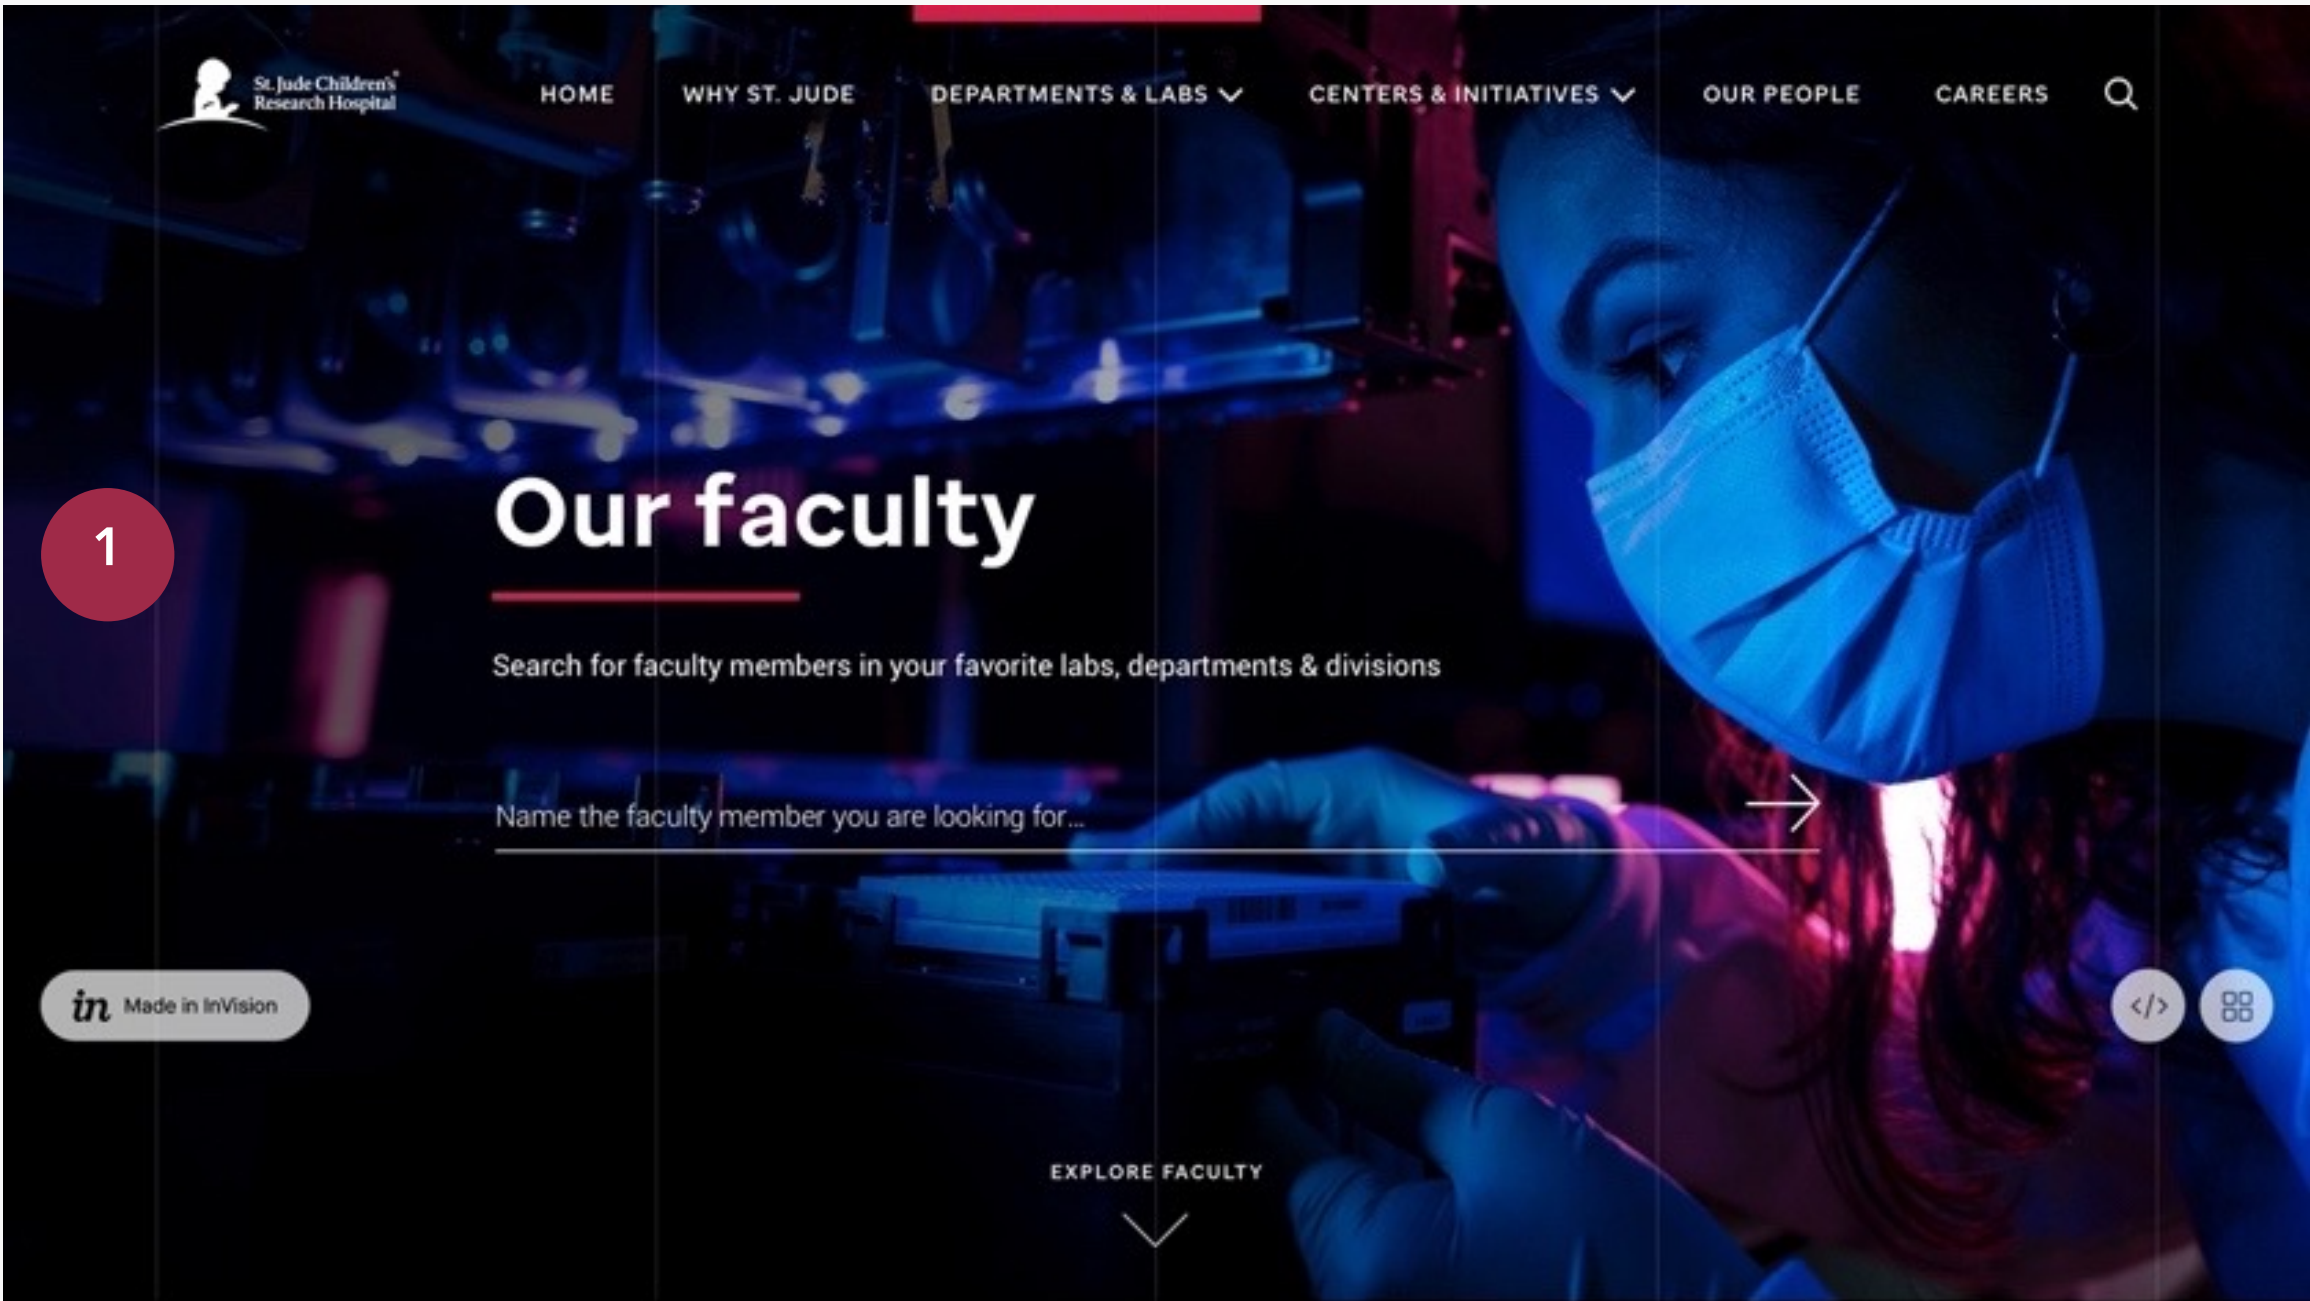 St. Jude Children's
Research Hospital
HOME
WHY ST. JUDE
DEPARTMENTS & LABS
CENTERS & INITIATIVES
OUR PEOPLE
CAREERS
1
Our faculty
Search for faculty members in your favorite labs, departments & divisions
Name the faculty member you are looking for...
in Made in InVision
</>
EXPLORE FACULTY